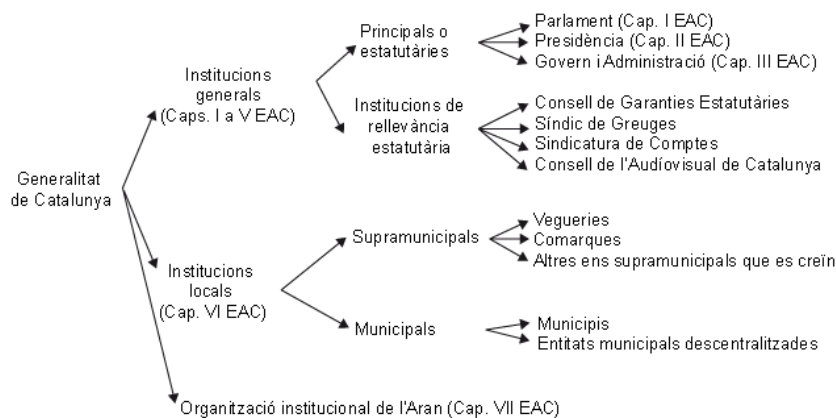 Generalitat
de Catalunya
Institucions
generals
(Caps. I a V EAC)
Principals o
estatutàries
Parlament (Cap. I EAC)
Presidència (Cap. II EAC)
Govern i Administració (Cap. III EAC)
Institucions de
rellevància
estatutària
Consell de Garanties Estatutàries
Síndic de Greuges
Sindicatura de Comptes
Consell de l'Audíovisual de Catalunya
Institucions
locals
(Cap. VI EAC)
Supramunicipals
Vegueries
Comarques
Altres ens supramunicipals que es creïn
Municipals
Municipis
Entitats municipals descentralitzades
Organització institucional de l'Aran (Cap. VII EAC)